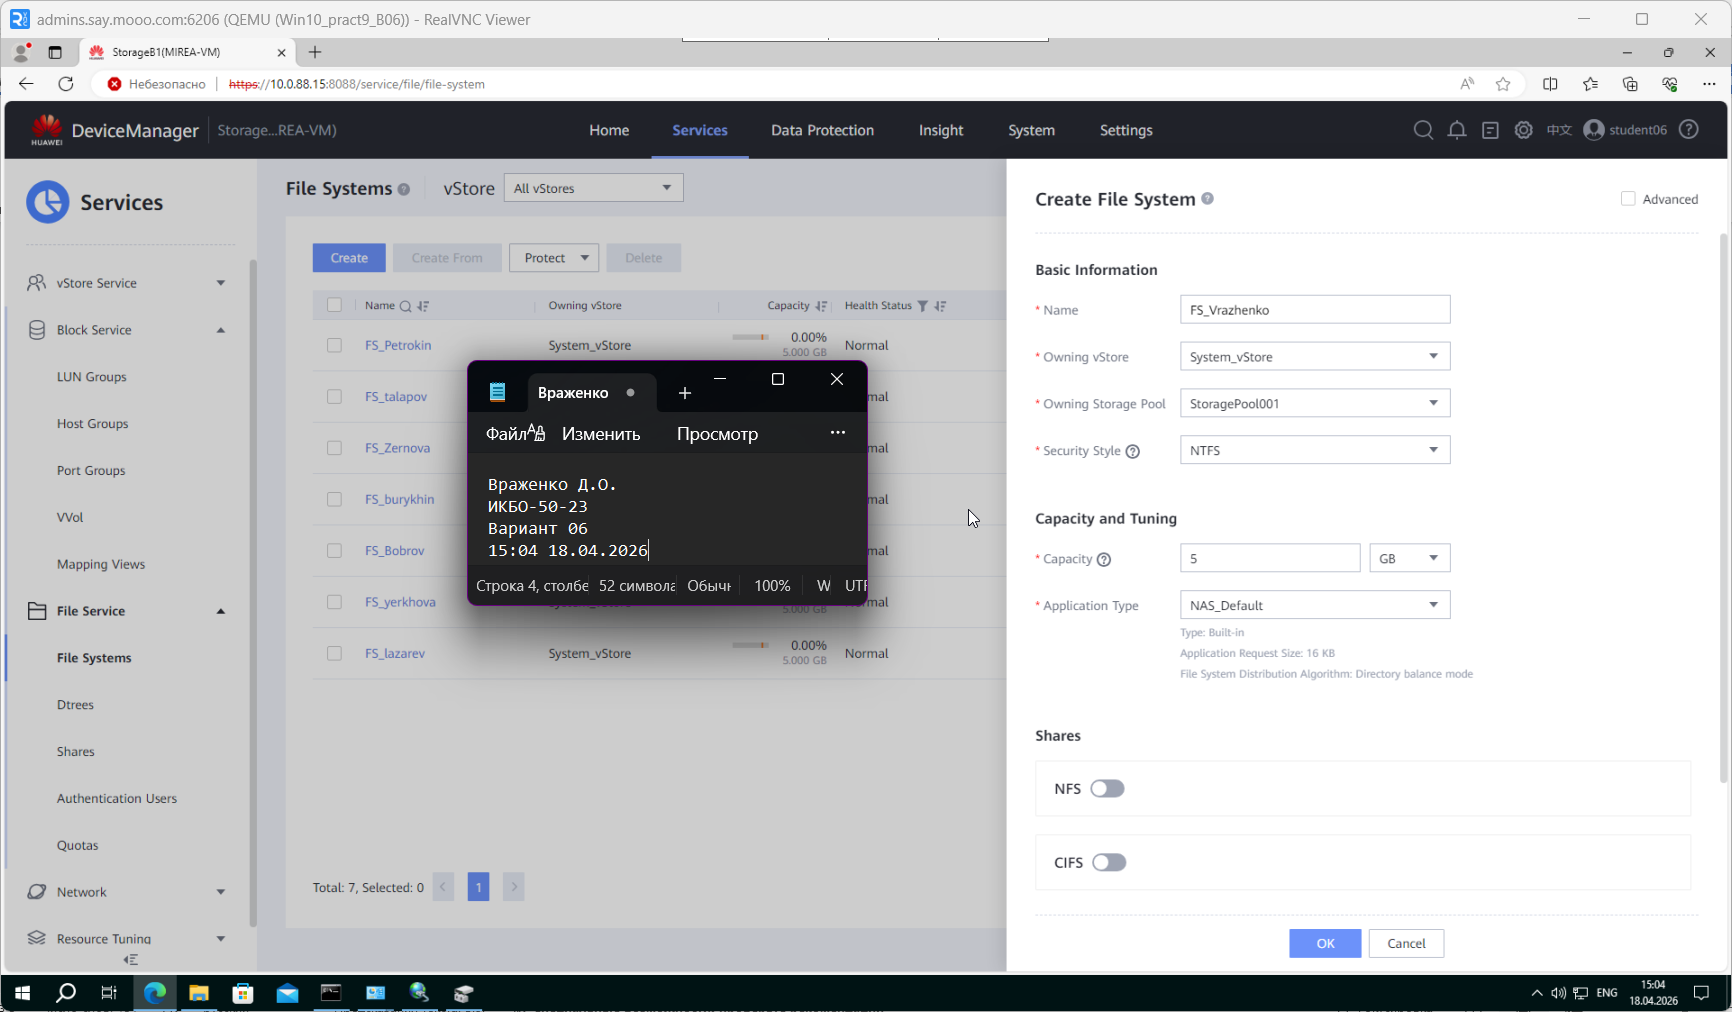 admins.say.mooo.com:6206 (QEMU (Win10_pract9_B06)) - RealVNC Viewer
StorageB1(MIREA-VM)
Небезопасно
https://10.0.88.15:8088/service/file/file-system
HUAWEI
DeviceManager
Storage...REA-VM)
Home
Services
Data Protection
Insight
System
Settings
中文
student06
Services
vStore Service
Block Service
LUN Groups
Host Groups
Port Groups
VVol
Mapping Views
File Service
File Systems
Dtrees
Shares
Authentication Users
Quotas
Network
Resource Tuning
File Systems
vStore
All vStores
Create
Create From
Protect
Delete
Name
Owning vStore
Capacity
Health Status
FS_Petrokin
System_vStore
0.00%
5.000 GB
Normal
FS_talapov
FS_Zernova
FS_burykhin
FS_Bobrov
FS_yerkhova
5.000 GB
FS_lazarev
System_vStore
0.00%
5.000 GB
Normal
Total: 7, Selected: 0
1
Враженко
Файл
Изменить
Просмотр
Враженко Д.О.
ИКБО-50-23
Вариант 06
15:04 18.04.2026
Строка 4, столбе
52 символа
Обычн
100%
W
UTF
Create File System
Advanced
Basic Information
* Name
FS_Vrazhenko
* Owning vStore
System_vStore
* Owning Storage Pool
StoragePool001
* Security Style
NTFS
Capacity and Tuning
* Capacity
5
GB
* Application Type
NAS_Default
Type: Built-in
Application Request Size: 16 KB
File System Distribution Algorithm: Directory balance mode
Shares
NFS
CIFS
OK
Cancel
ENG
15:04
18.04.2026